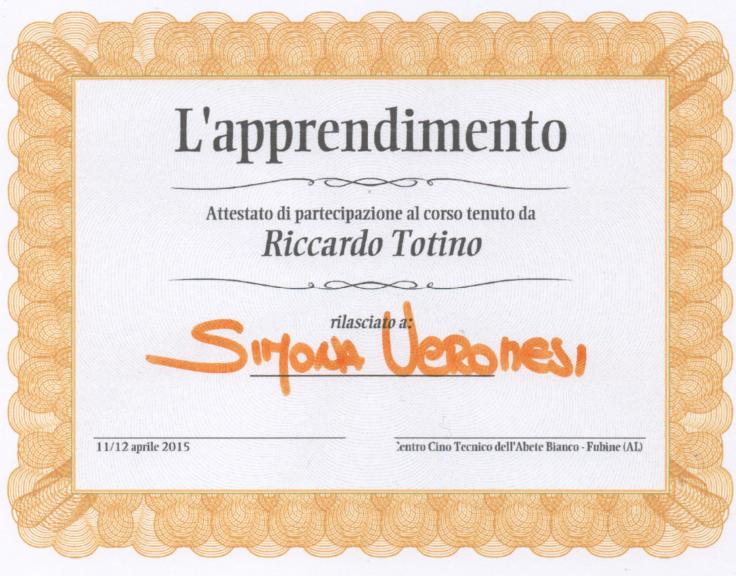 L'apprendimento
Attestato di partecipazione al corso tenuto da
Riccardo Totino
rilasciato a:
Simona Veronesi
11/12 aprile 2015
Centro Cino Tecnico dell'Abete Bianco - Fubine (AL)